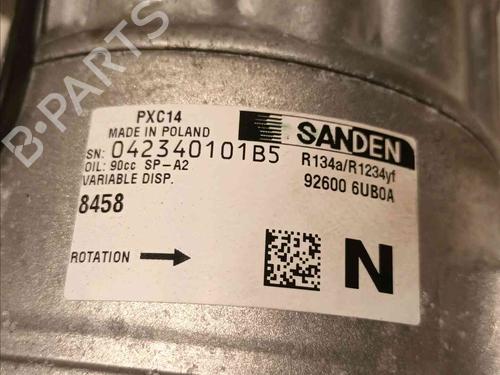 PXC14
MADE IN POLAND
SANDEN
SN: 042340101B5
R134a/R1234yf
OIL: 90cc SP-A2
92600 6UB0A
VARIABLE DISP.
8458
ROTATION
N
B-PARTS